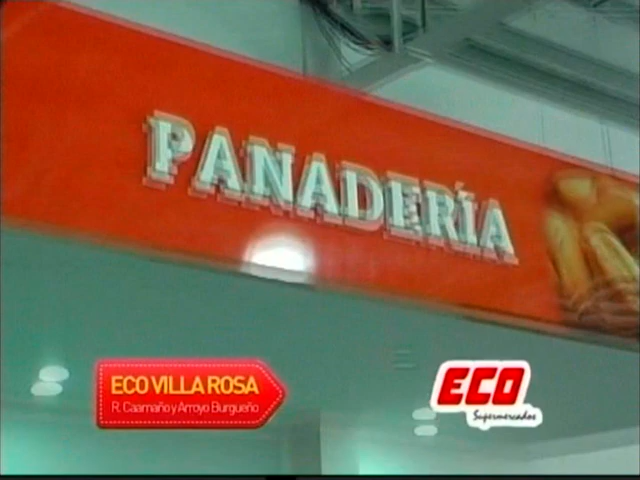 PANADERÍA
ECO VILLA ROSA
R. Caamaño y Arroyo Burgueño
ECO
Supermercados